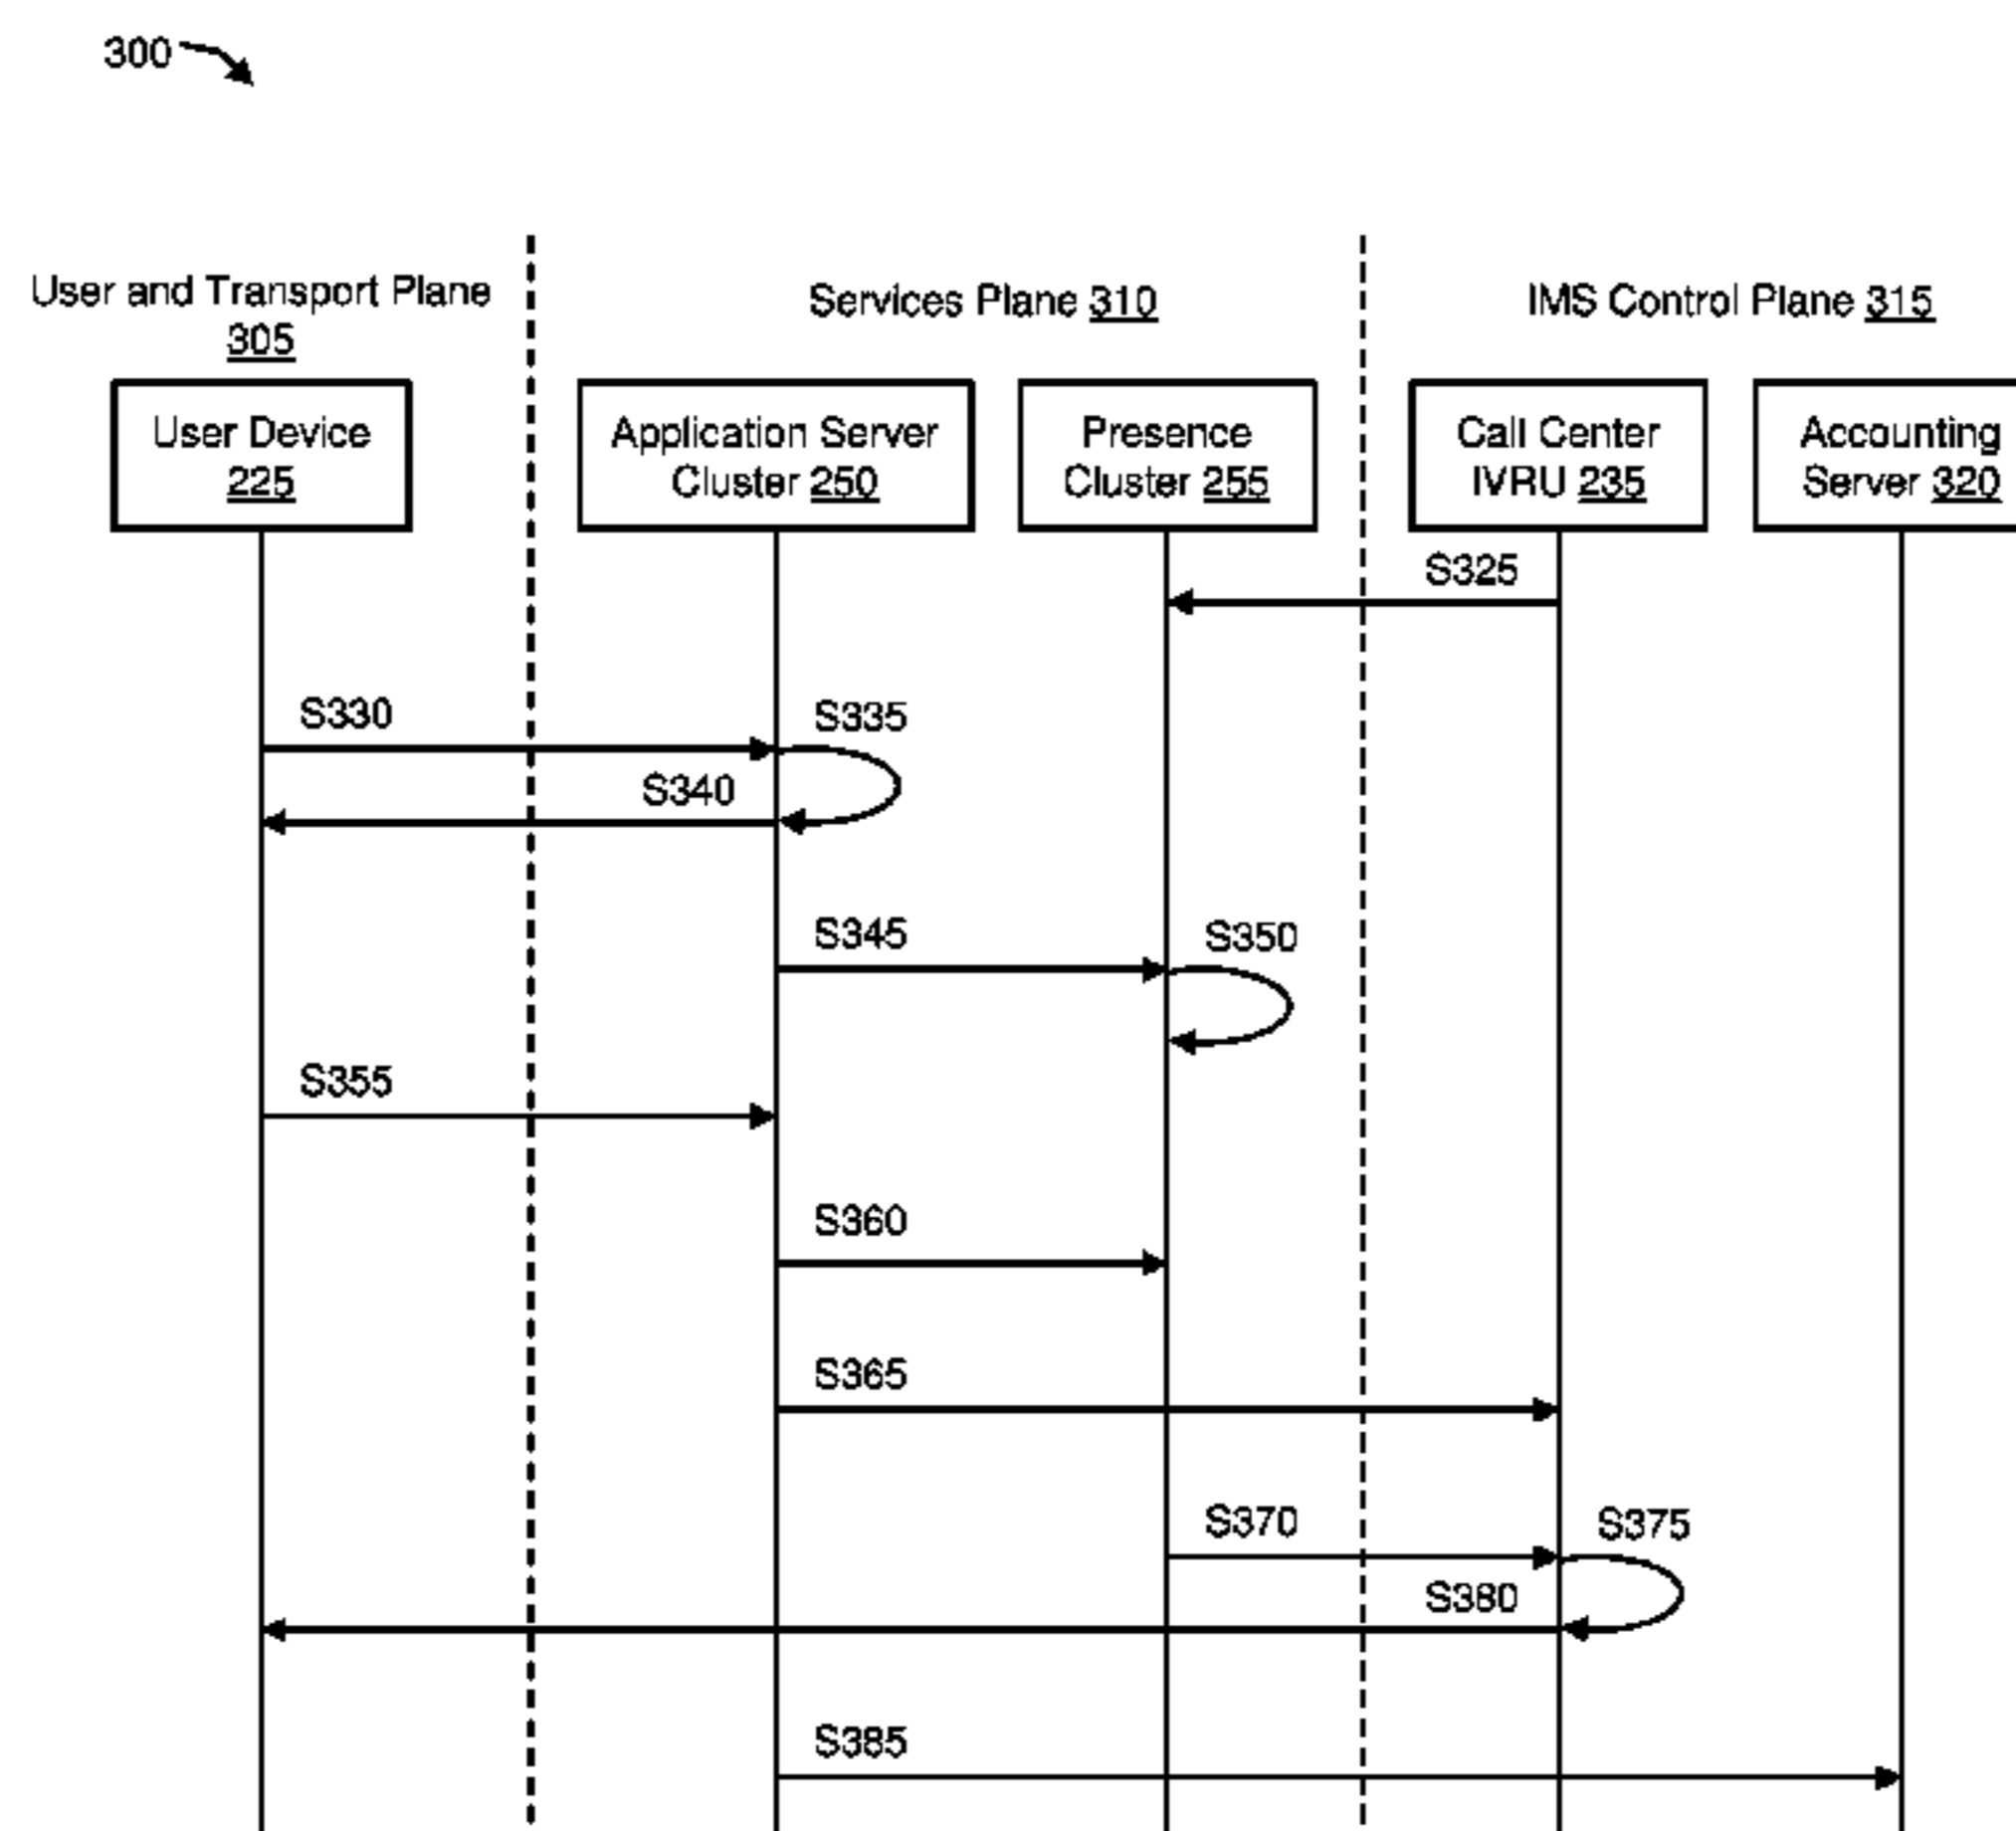 300
User and Transport Plane
305
Services Plane 310
IMS Control Plane 315
User Device
225
Application Server
Cluster 250
Presence
Cluster 255
Call Center
IVRU 235
Accounting
Server 320
S325
S330
S335
S340
S345
S350
S355
S360
S365
S370
S375
S380
S385